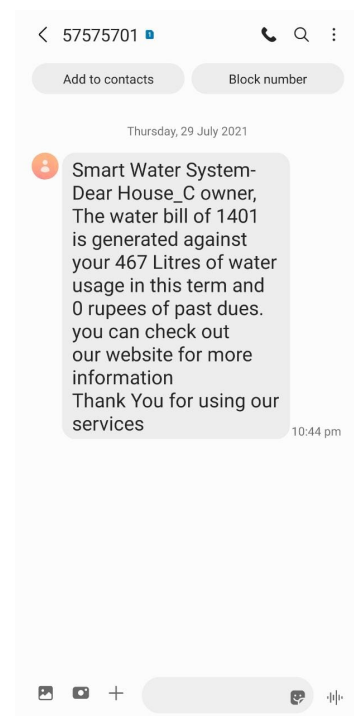 57575701 1
Add to contacts
Block number
Thursday, 29 July 2021
Smart Water System-
Dear House_C owner,
The water bill of 1401
is generated against
your 467 Litres of water
usage in this term and
0 rupees of past dues.
you can check out
our website for more
information
Thank You for using our
services
10:44 pm